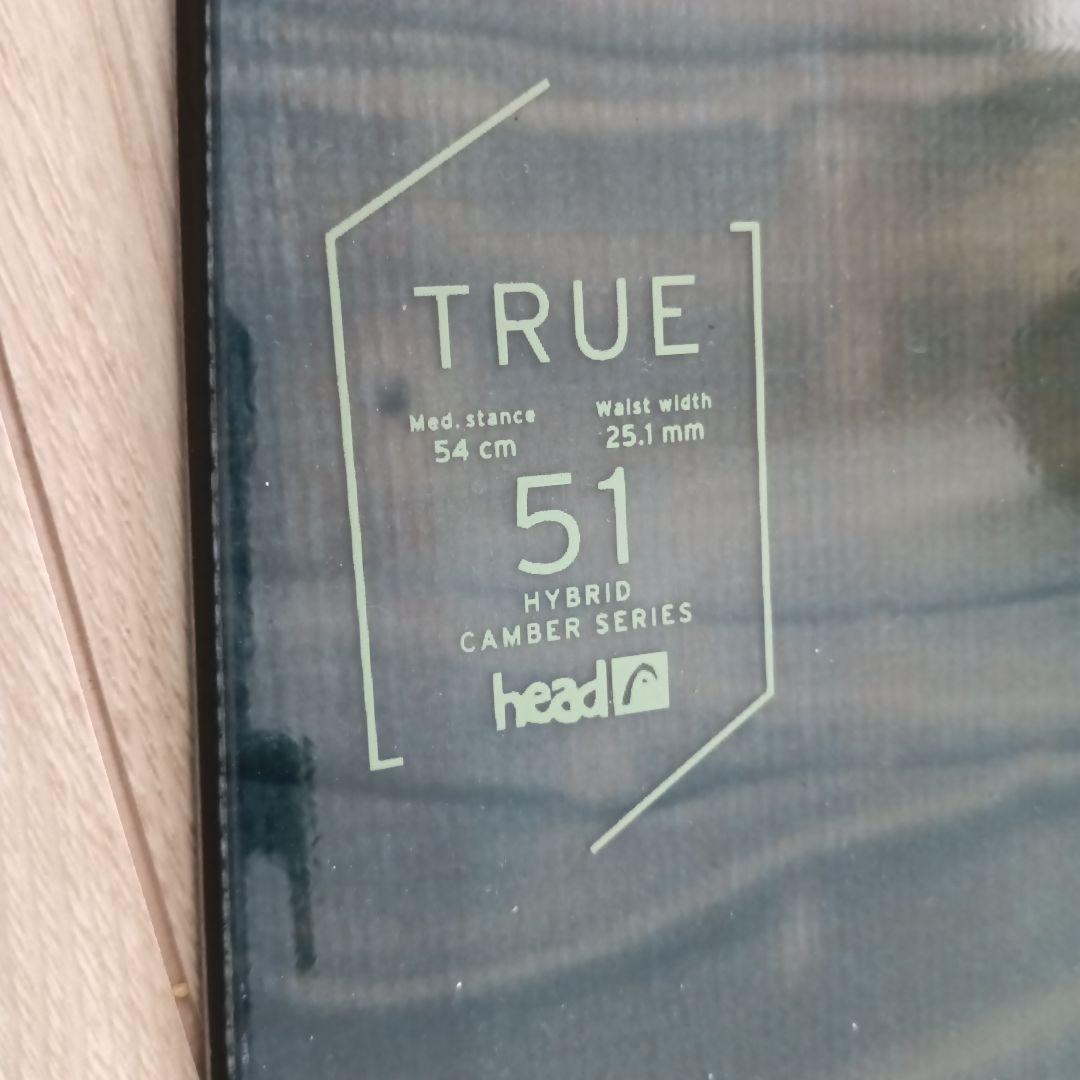 TRUE
Med. stance Waist width
54 cm 25.1 mm
51
HYBRID
CAMBER SERIES
head